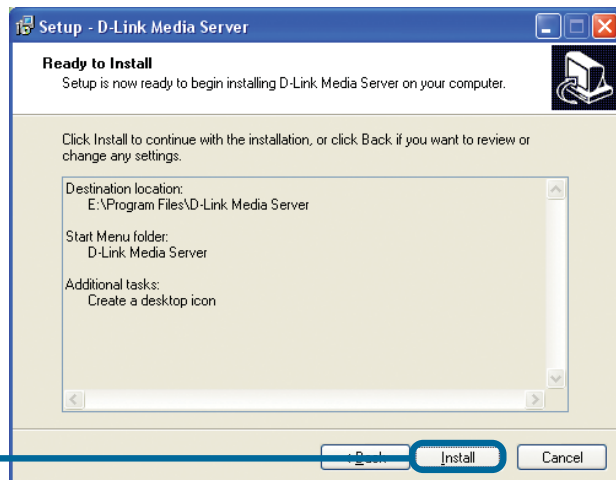 Setup - D-Link Media Server
Ready to Install
Setup is now ready to begin installing D-Link Media Server on your computer.
Click Install to continue with the installation, or click Back if you want to review or
change any settings.
Destination location:
E:\Program Files\D-Link Media Server
Start Menu folder:
D-Link Media Server
Additional tasks:
Create a desktop icon
< Back Install Cancel